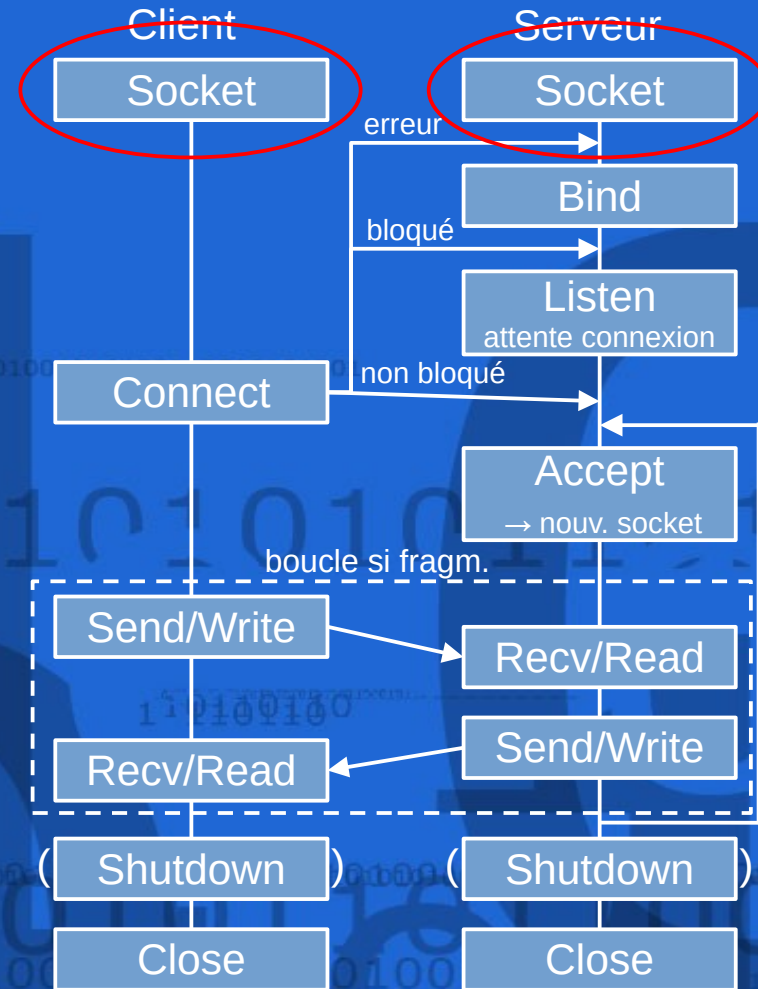 Client
Serveur
Socket
Socket
erreur
Bind
bloqué
Listen
attente connexion
Connect
non bloqué
Accept
→ nouv. socket
boucle si fragm.
Send/Write
Recv/Read
Send/Write
Recv/Read
( Shutdown )
( Shutdown )
Close
Close